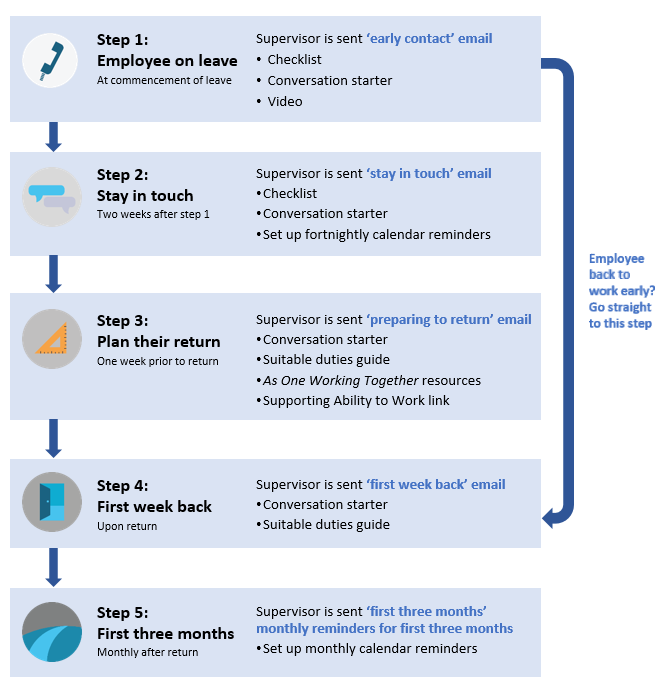 Step 1:
Employee on leave
At commencement of leave
Supervisor is sent ‘early contact’ email
• Checklist
• Conversation starter
• Video
Step 2:
Stay in touch
Two weeks after step 1
Supervisor is sent ‘stay in touch’ email
•Checklist
•Conversation starter
•Set up fortnightly calendar reminders
Employee
back to
work early?
Go straight
to this step
Step 3:
Plan their return
One week prior to return
Supervisor is sent ‘preparing to return’ email
•Conversation starter
•Suitable duties guide
•As One Working Together resources
•Supporting Ability to Work link
Step 4:
First week back
Upon return
Supervisor is sent ‘first week back’ email
•Conversation starter
•Suitable duties guide
Step 5:
First three months
Monthly after return
Supervisor is sent ‘first three months’
monthly reminders for first three months
•Set up monthly calendar reminders